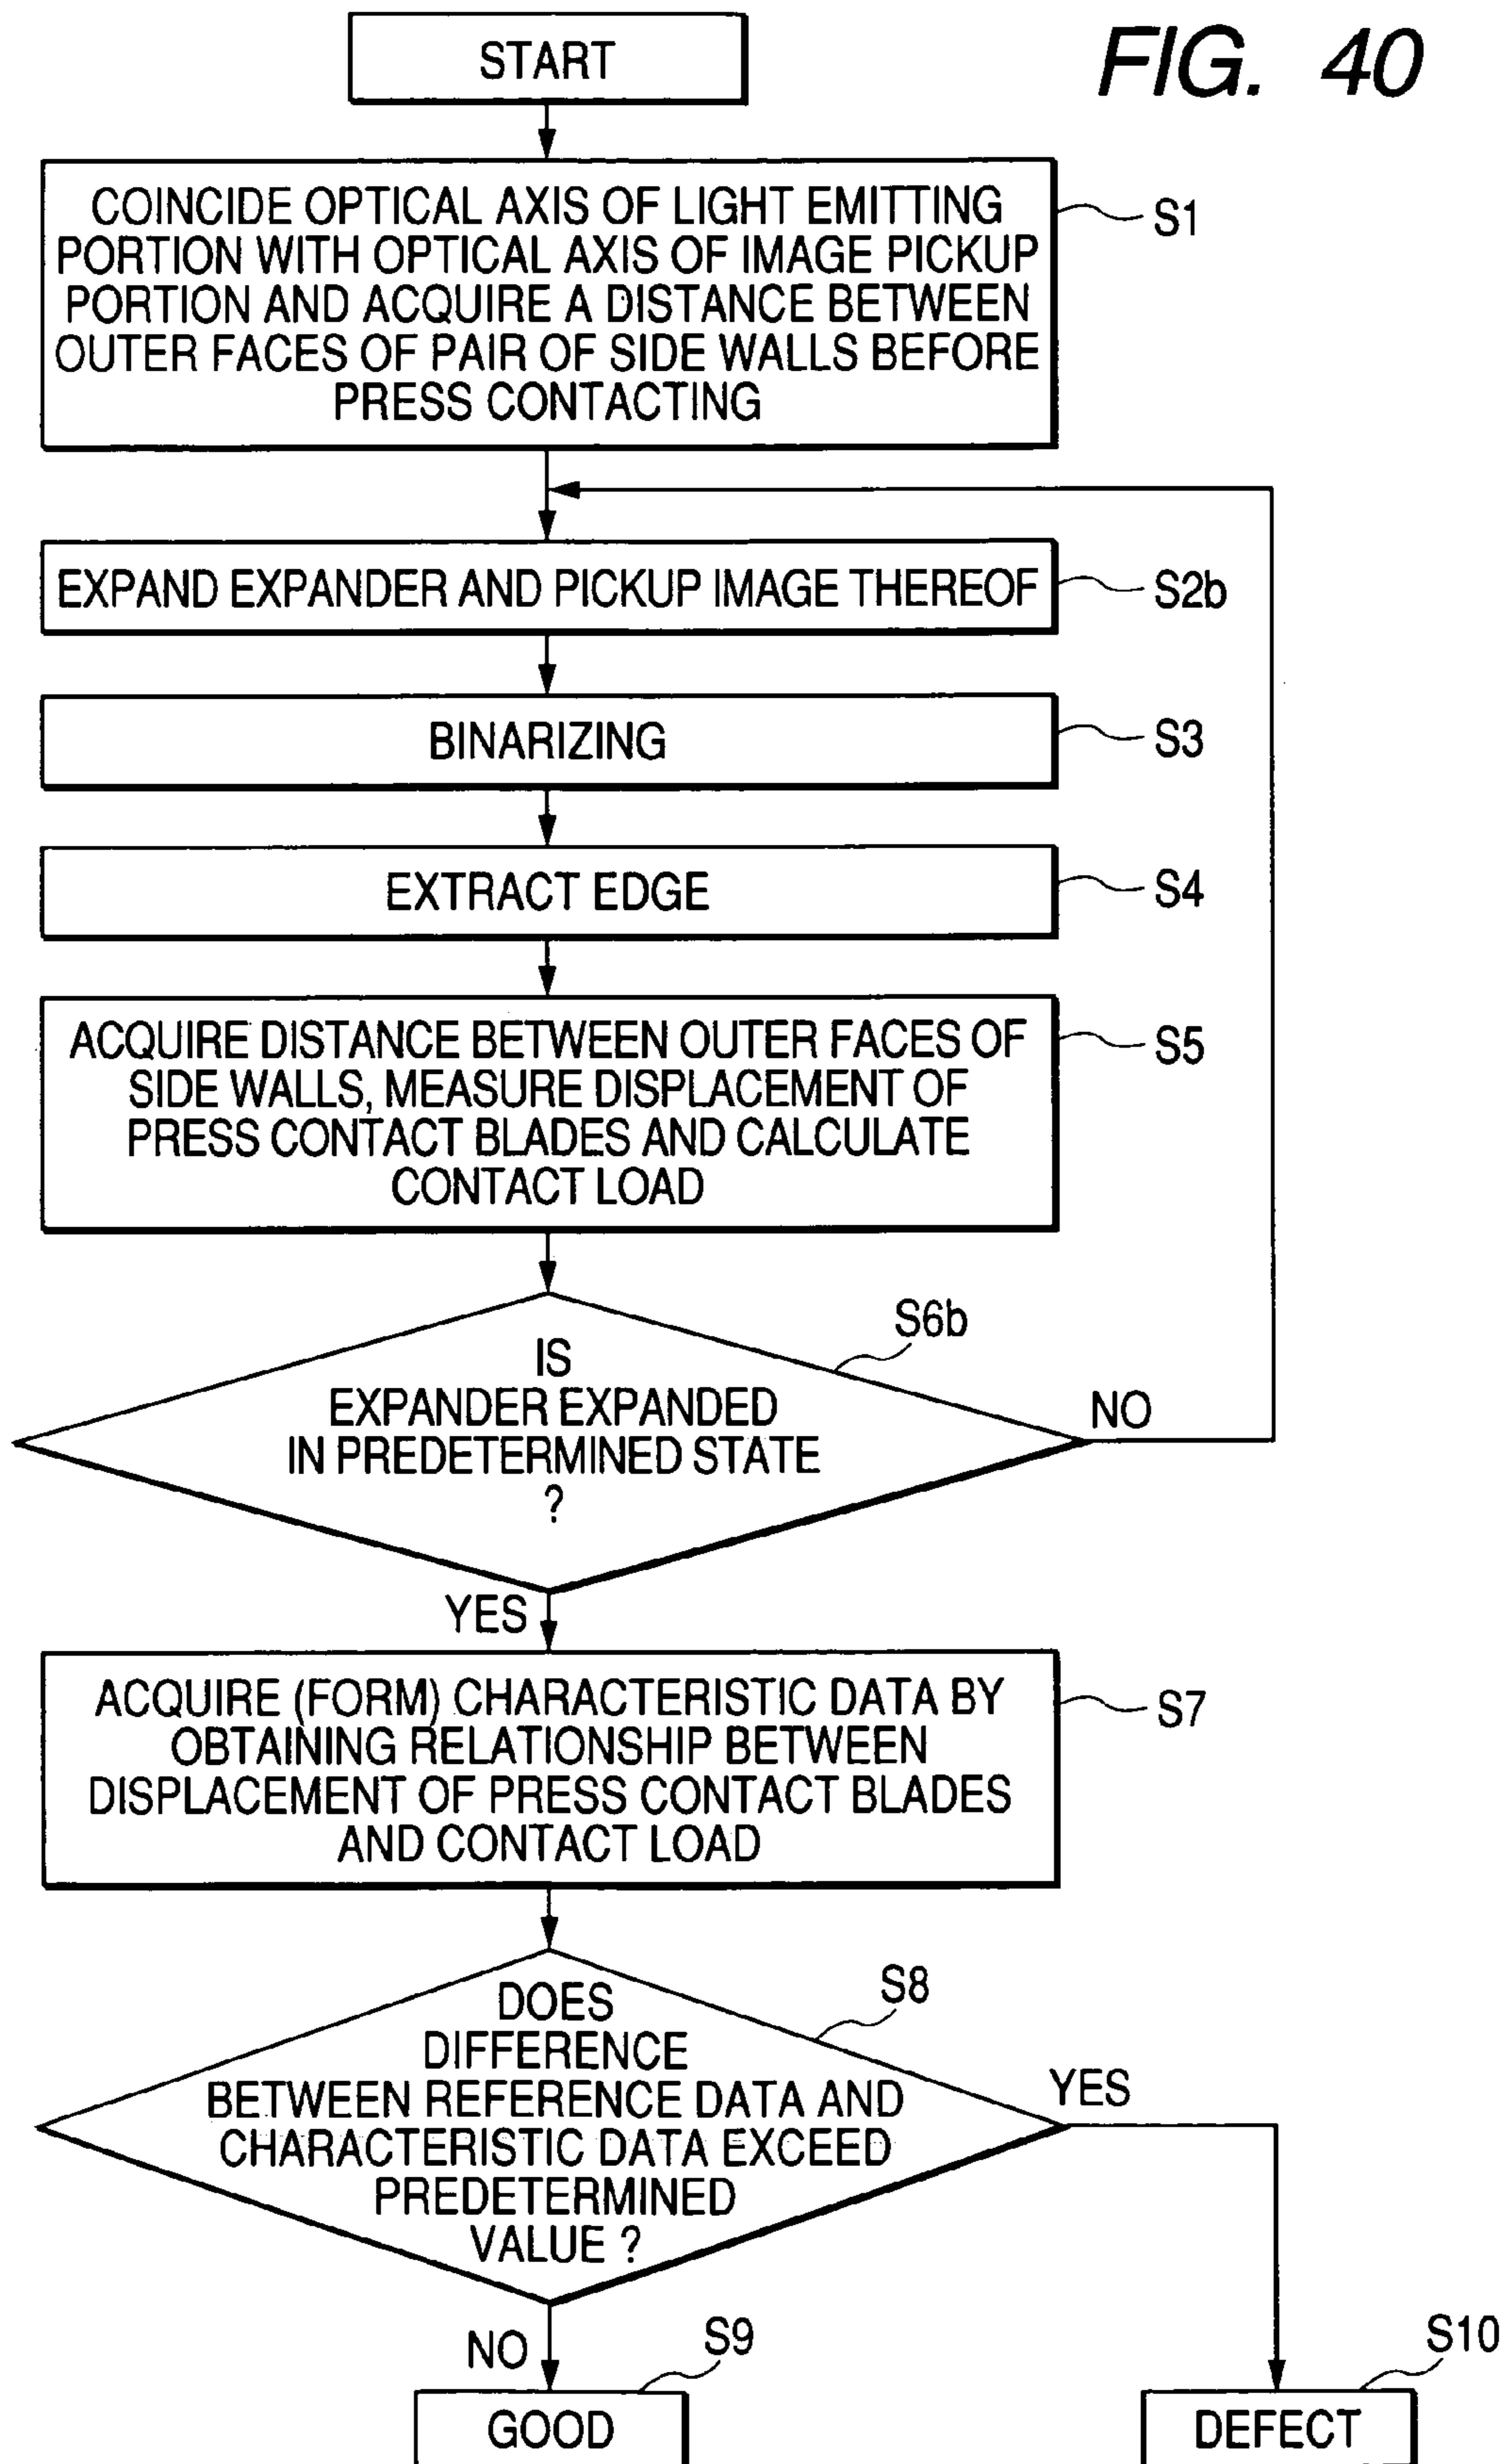 START
FIG. 40
COINCIDE OPTICAL AXIS OF LIGHT EMITTING
PORTION WITH OPTICAL AXIS OF IMAGE PICKUP
PORTION AND ACQUIRE A DISTANCE BETWEEN
OUTER FACES OF PAIR OF SIDE WALLS BEFORE
PRESS CONTACTING
S1
EXPAND EXPANDER AND PICKUP IMAGE THEREOF
S2b
BINARIZING
S3
EXTRACT EDGE
S4
ACQUIRE DISTANCE BETWEEN OUTER FACES OF
SIDE WALLS, MEASURE DISPLACEMENT OF
PRESS CONTACT BLADES AND CALCULATE
CONTACT LOAD
S5
S6b
IS
EXPANDER EXPANDED
IN PREDETERMINED STATE
?
NO
YES
ACQUIRE (FORM) CHARACTERISTIC DATA BY
OBTAINING RELATIONSHIP BETWEEN
DISPLACEMENT OF PRESS CONTACT BLADES
AND CONTACT LOAD
S7
S8
DOES
DIFFERENCE
BETWEEN REFERENCE DATA AND
CHARACTERISTIC DATA EXCEED
PREDETERMINED
VALUE ?
YES
NO
S9
GOOD
S10
DEFECT